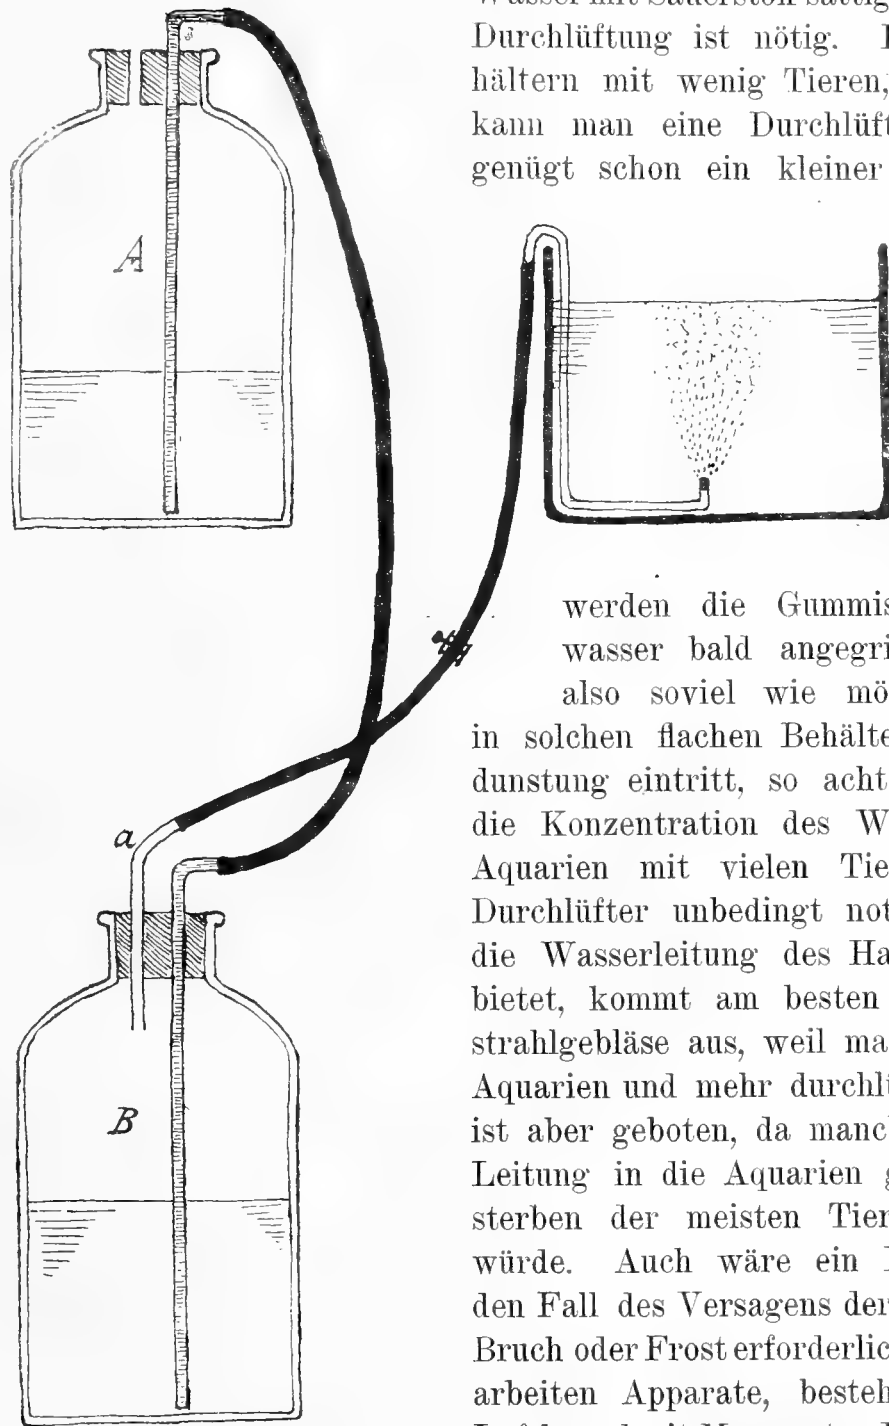 Durchlüftung ist nötig.
hältern mit wenig Tieren,
kann man eine Durchlüft
genügt schon ein kleiner
A
werden die Gummis
wasser bald angegri
also soviel wie mö
in solchen flachen Behälte
dunstung eintritt, so acht
die Konzentration des W
a
Aquarien mit vielen Tie
Durchlüfter unbedingt not
die Wasserleitung des Ha
bietet, kommt am besten
strahlgebläse aus, weil ma
Aquarien und mehr durchl
B
ist aber geboten, da manc
Leitung in die Aquarien g
sterben der meisten Tier
würde. Auch wäre ein
den Fall des Versagens der
Bruch oder Frost erforderlic
arbeiten Apparate, besteh